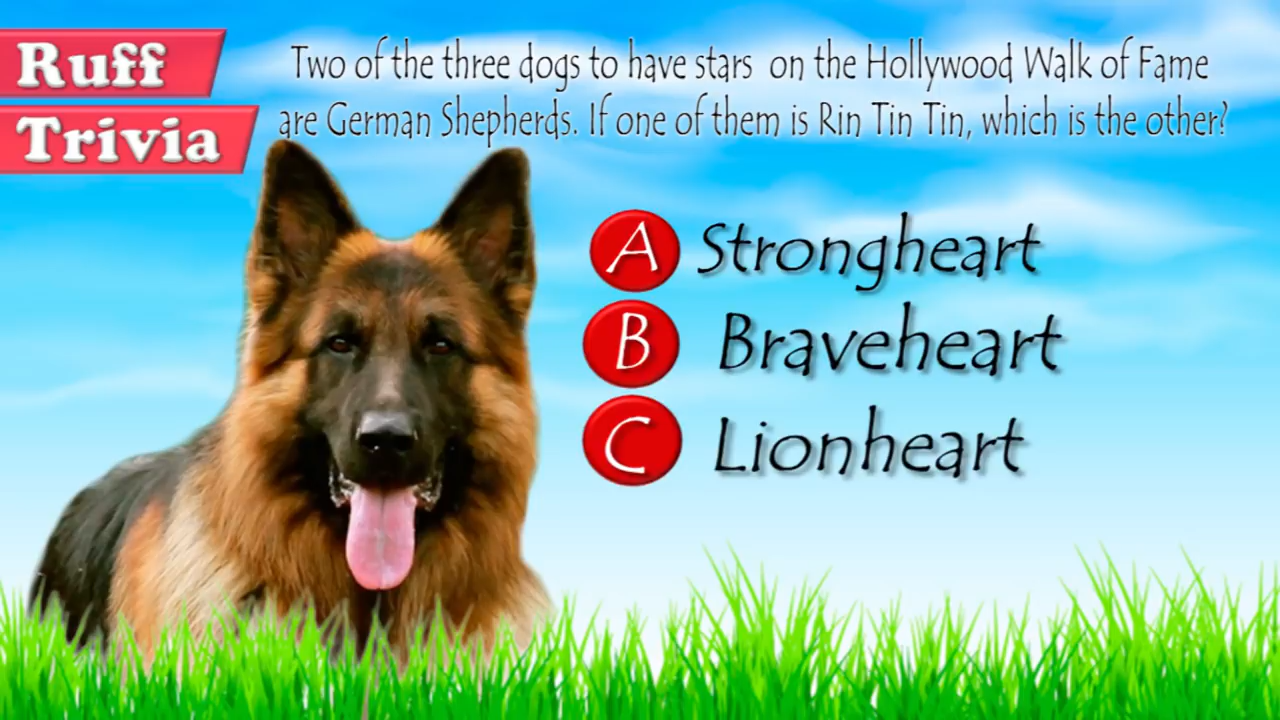 Ruff
Trivia
Two of the three dogs to have stars on the Hollywood Walk of Fame
are German Shepherds. If one of them is Rin Tin Tin, which is the other?
A Strongheart
B Braveheart
C Lionheart